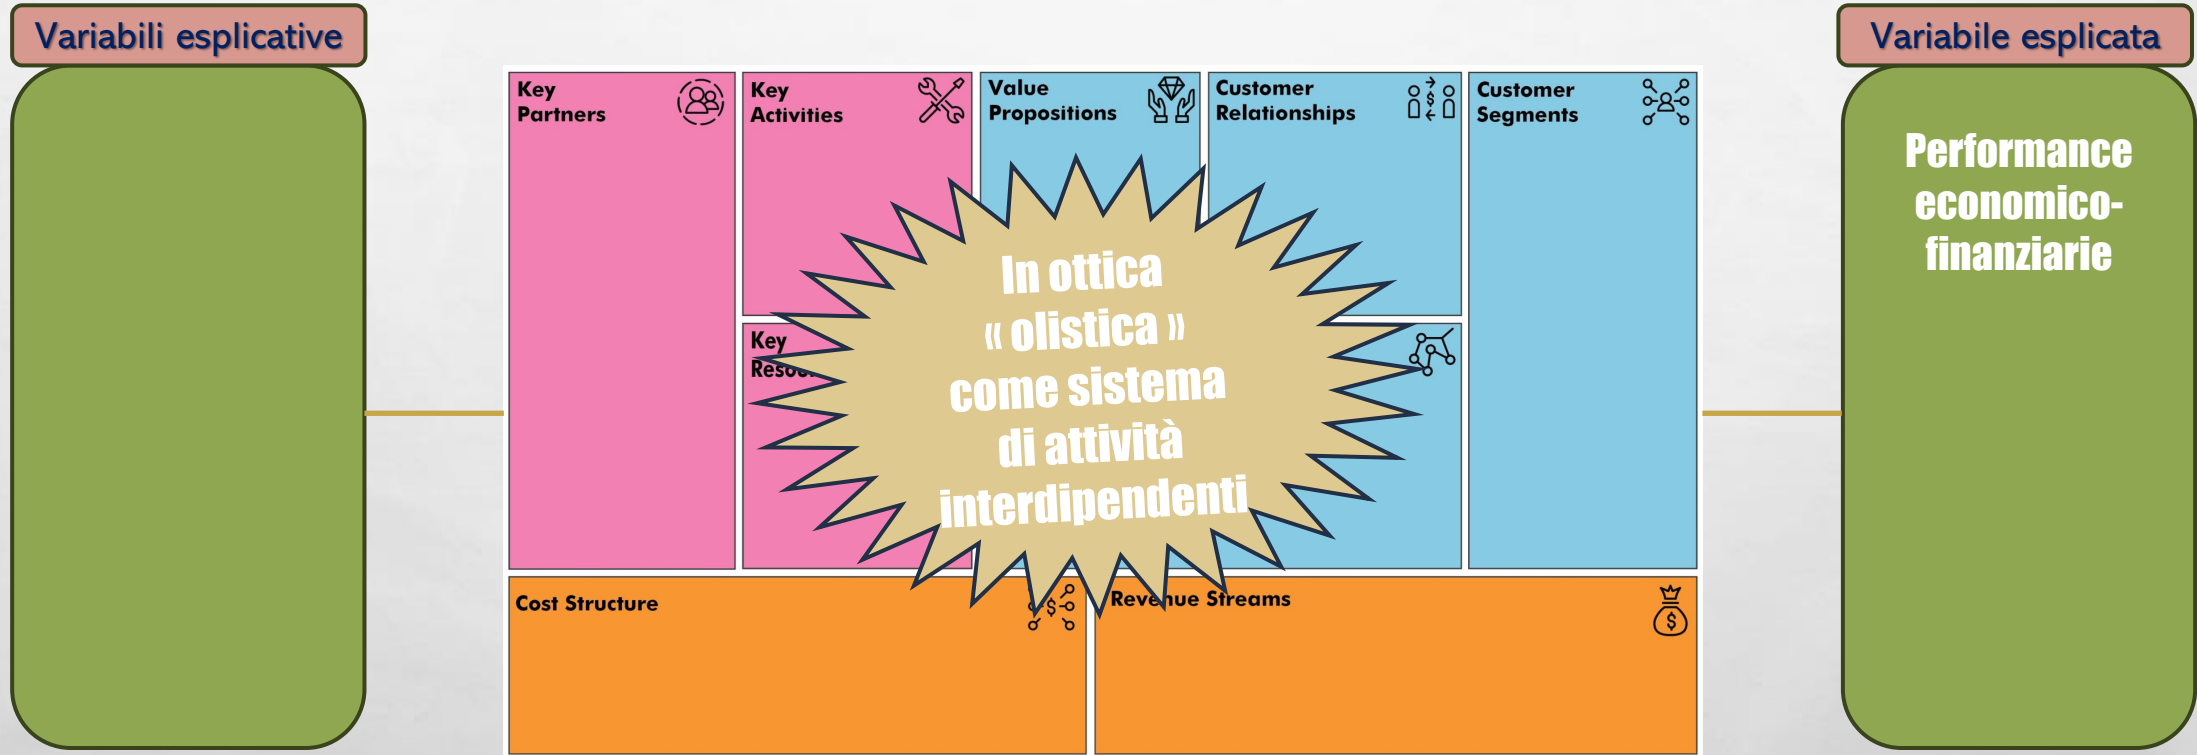 Variabili esplicative
Variabile esplicata
Key
Partners
Key
Activities
Value
Propositions
Customer
Relationships
Customer
Segments
Performance
economico-
finanziarie
In ottica
« olistica »
come sistema
di attività
interdipendenti
Key
Cost Structure
Revenue Streams